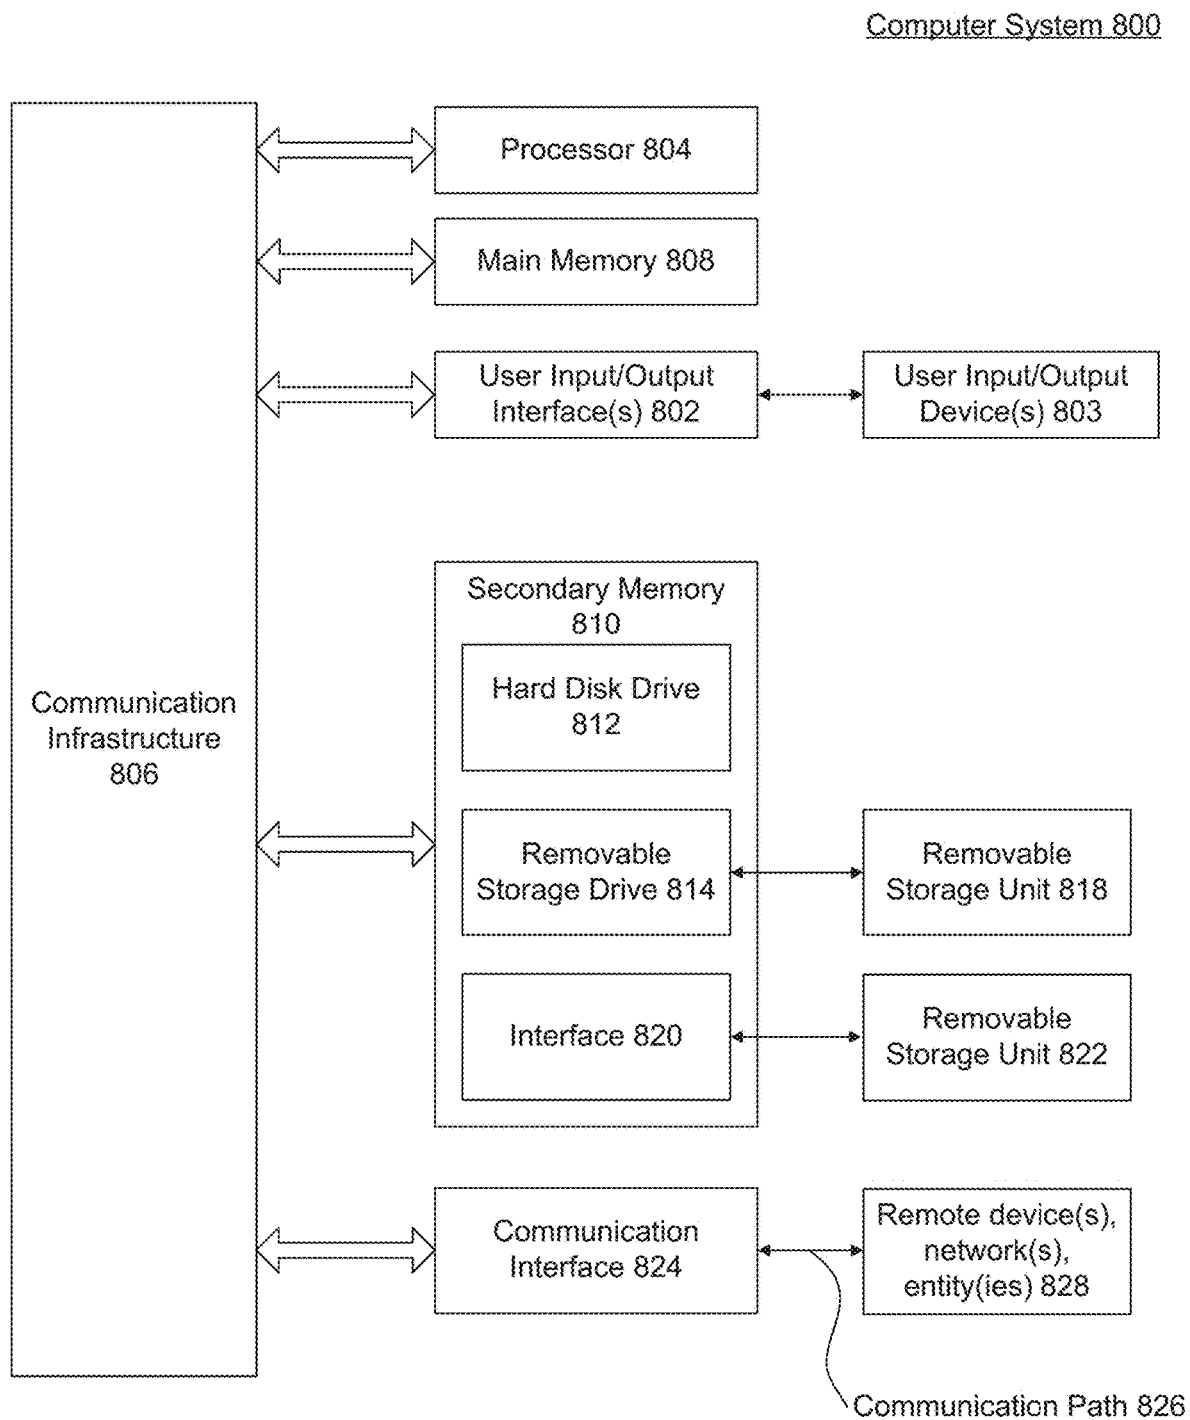 Computer System 800
Processor 804
Main Memory 808
User Input/Output
Interface(s) 802
User Input/Output
Device(s) 803
Secondary Memory
810
Hard Disk Drive
812
Communication
Infrastructure
806
Removable
Storage Drive 814
Removable
Storage Unit 818
Interface 820
Removable
Storage Unit 822
Communication
Interface 824
Remote device(s),
network(s),
entity(ies) 828
Communication Path 826